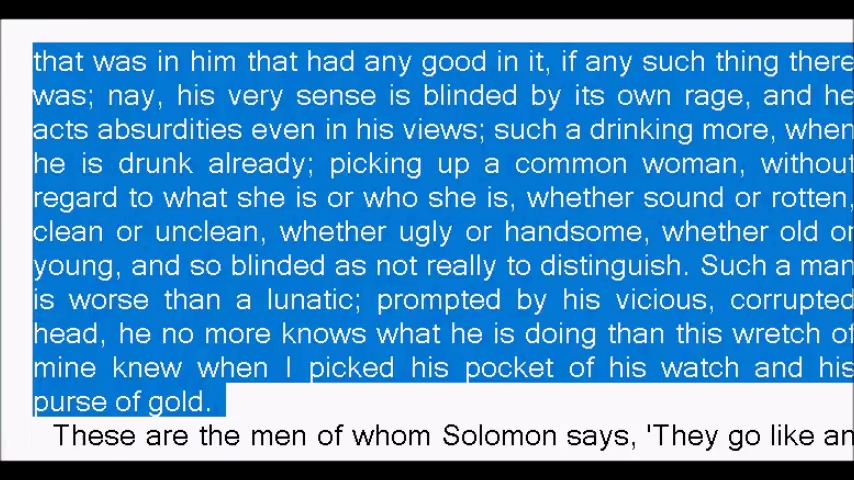 that was in him that had any good in it, if any such thing there
was; nay, his very sense is blinded by its own rage, and he
acts absurdities even in his views; such a drinking more, when
he is drunk already; picking up a common woman, without
regard to what she is or who she is, whether sound or rotten,
clean or unclean, whether ugly or handsome, whether old or
young, and so blinded as not really to distinguish. Such a man
is worse than a lunatic; prompted by his vicious, corrupted
head, he no more knows what he is doing than this wretch of
mine knew when I picked his pocket of his watch and his
purse of gold.
These are the men of whom Solomon says, 'They go like an